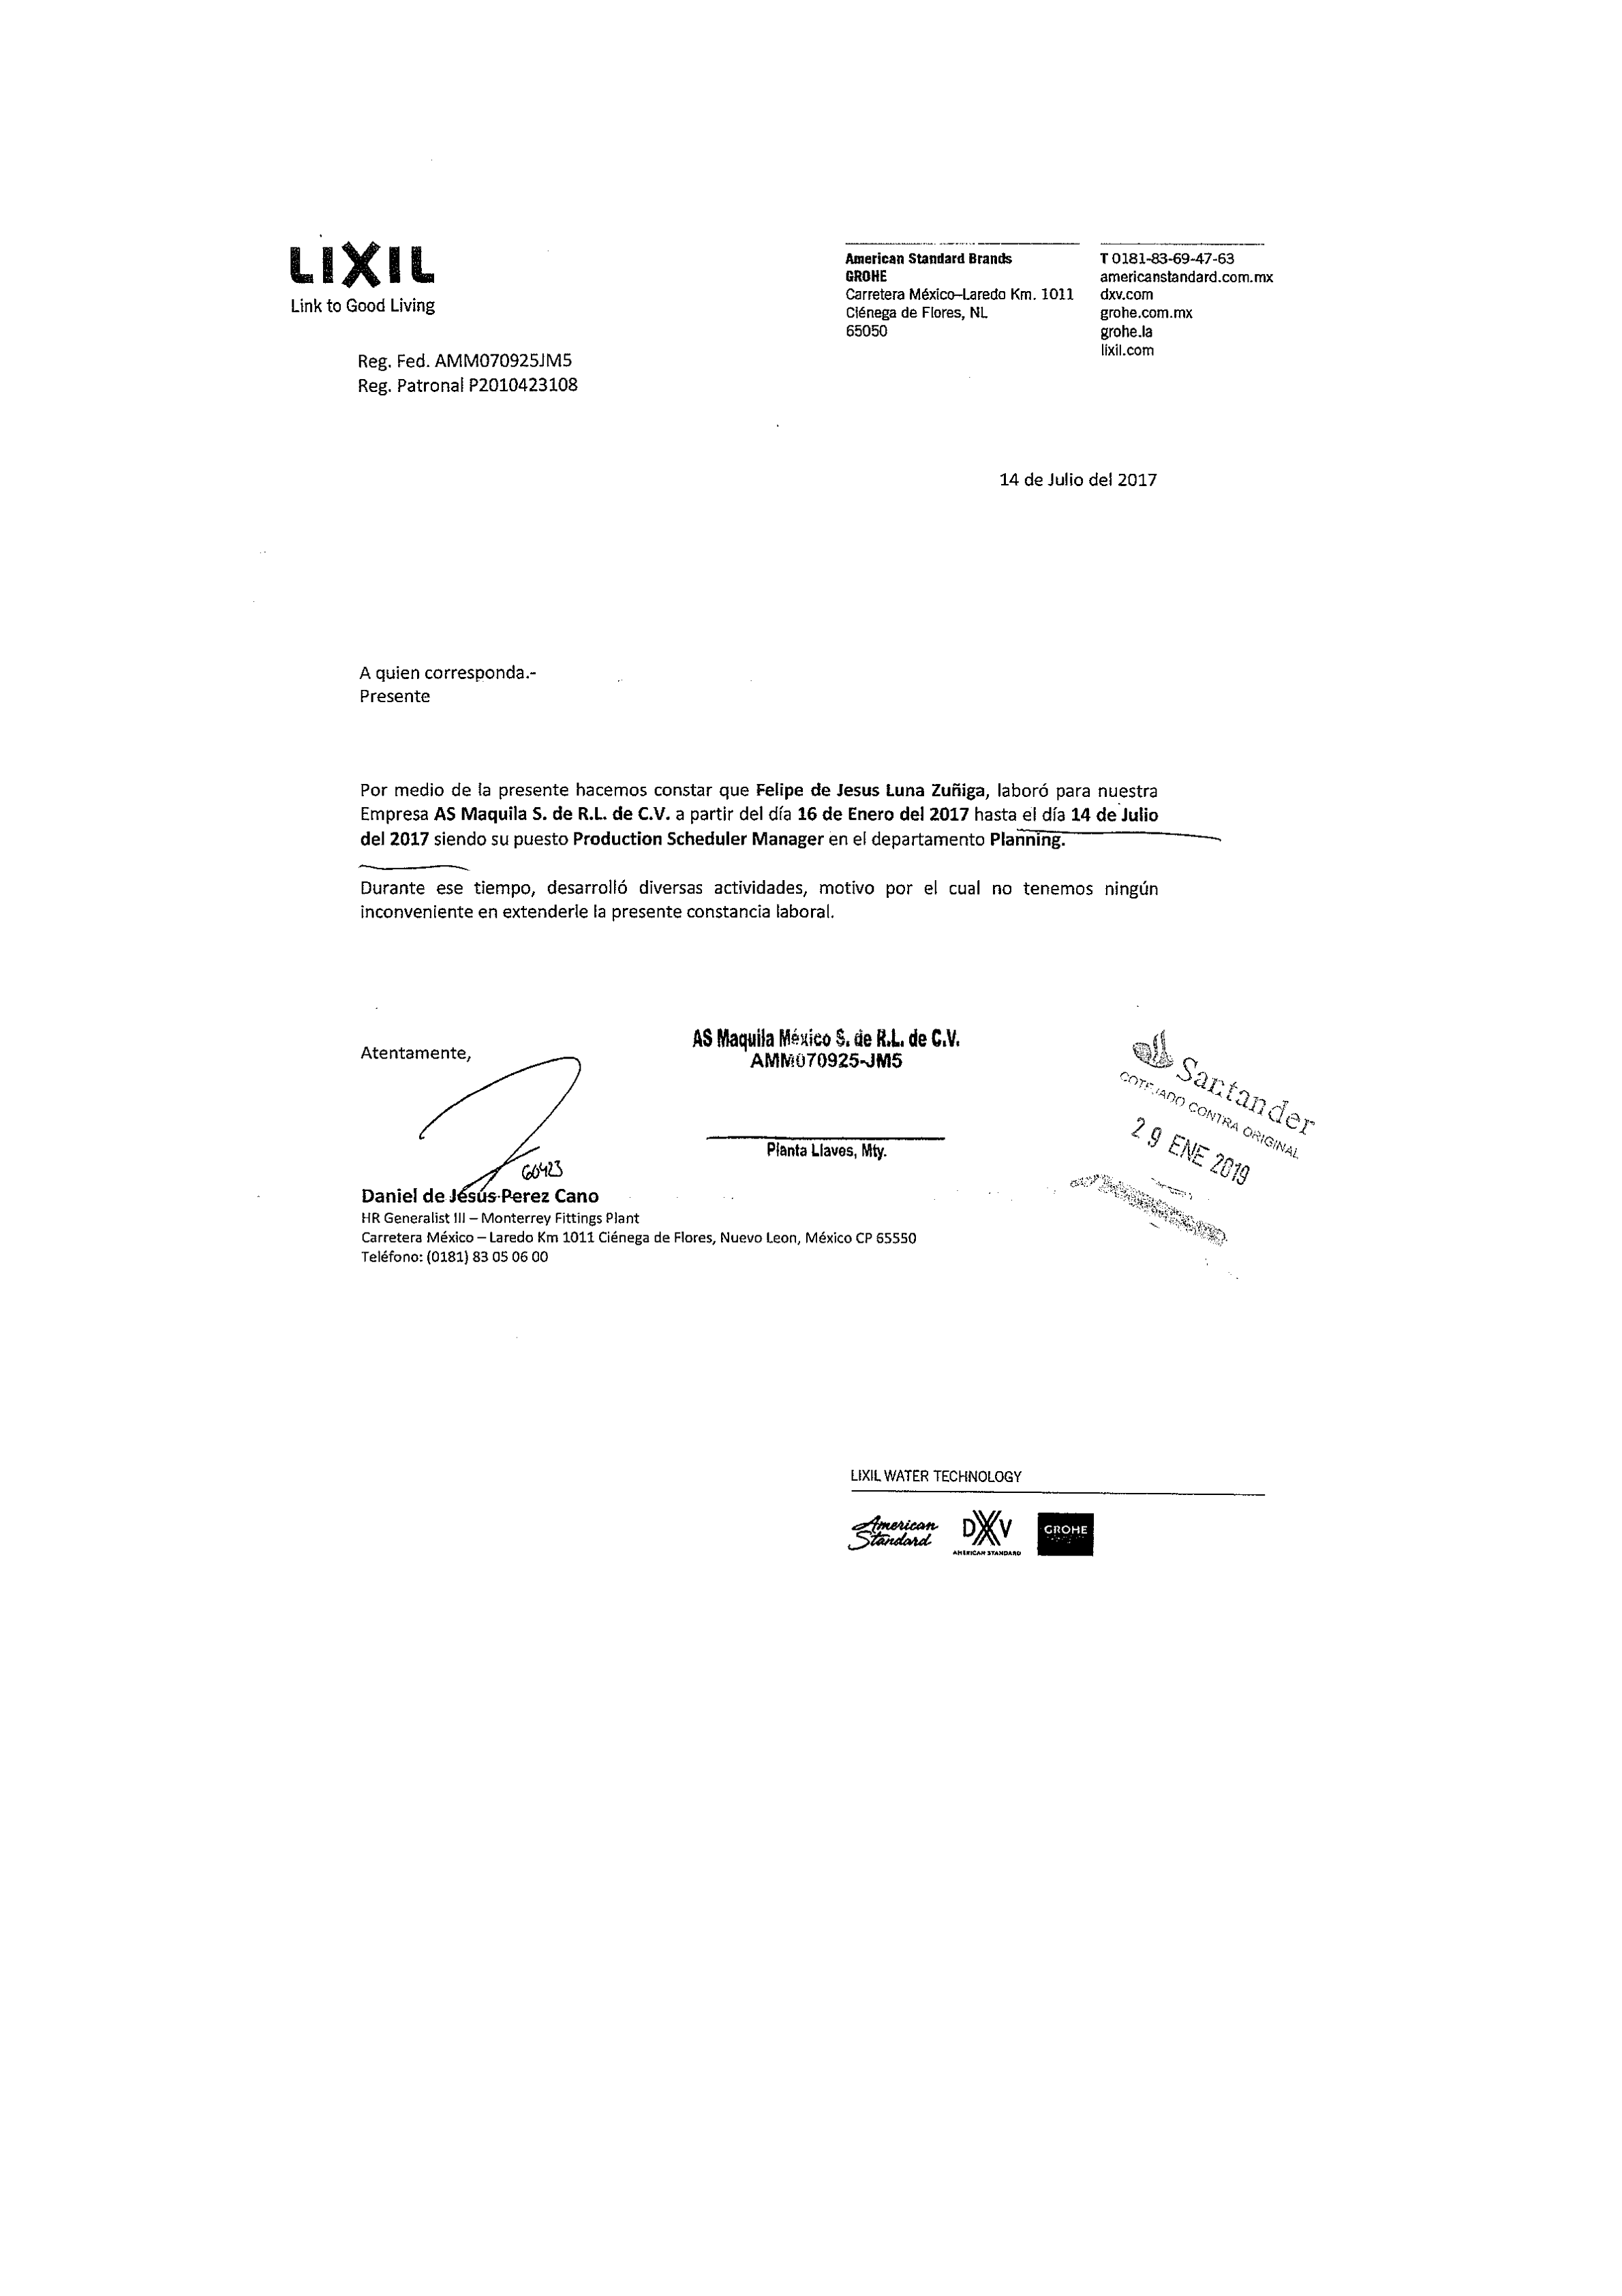 LIXIL
Link to Good Living
American Standard Brands
GROHE
Carretera México–Laredo Km. 1011
Ciénega de Flores, NL
65050
T 0181-83-69-47-63
americanstandard.com.mx
dxv.com
grohe.com.mx
grohe.la
lixil.com
Reg. Fed. AMM070925JM5
Reg. Patronal P2010423108
14 de Julio del 2017
A quien corresponda.-
Presente
Por medio de la presente hacemos constar que Felipe de Jesus Luna Zuñiga, laboró para nuestra
Empresa AS Maquila S. de R.L. de C.V. a partir del día 16 de Enero del 2017 hasta el día 14 de Julio
del 2017 siendo su puesto Production Scheduler Manager en el departamento Planning.
Durante ese tiempo, desarrolló diversas actividades, motivo por el cual no tenemos ningún
inconveniente en extenderle la presente constancia laboral.
Atentamente,
AS Maquila México S. de R.L. de C.V.
AMM070925-JM5
Planta Llaves, Mty.
Santander
COTEJADO CONTRA ORIGINAL
29 ENE 2019
Daniel de Jesús Perez Cano
HR Generalist III – Monterrey Fittings Plant
Carretera México – Laredo Km 1011 Ciénega de Flores, Nuevo Leon, México CP 65550
Teléfono: (0181) 83 05 06 00
LIXIL WATER TECHNOLOGY
American
Standard
DXV
AMERICAN STANDARD
GROHE